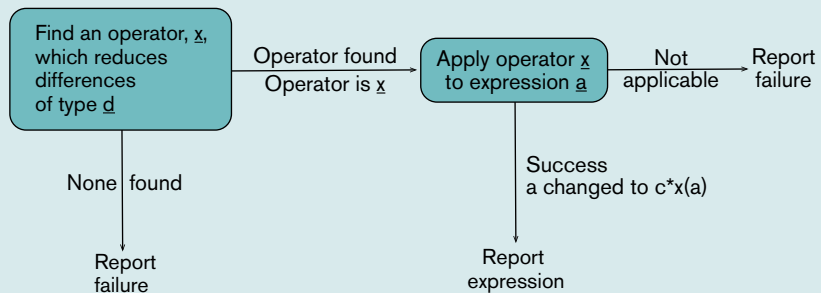 Find an operator, x,
which reduces
differences
of type d
Operator found
Operator is x
Apply operator x
to expression a
Not
applicable
Report
failure
None found
Report
failure
Success
a changed to c*x(a)
Report
expression